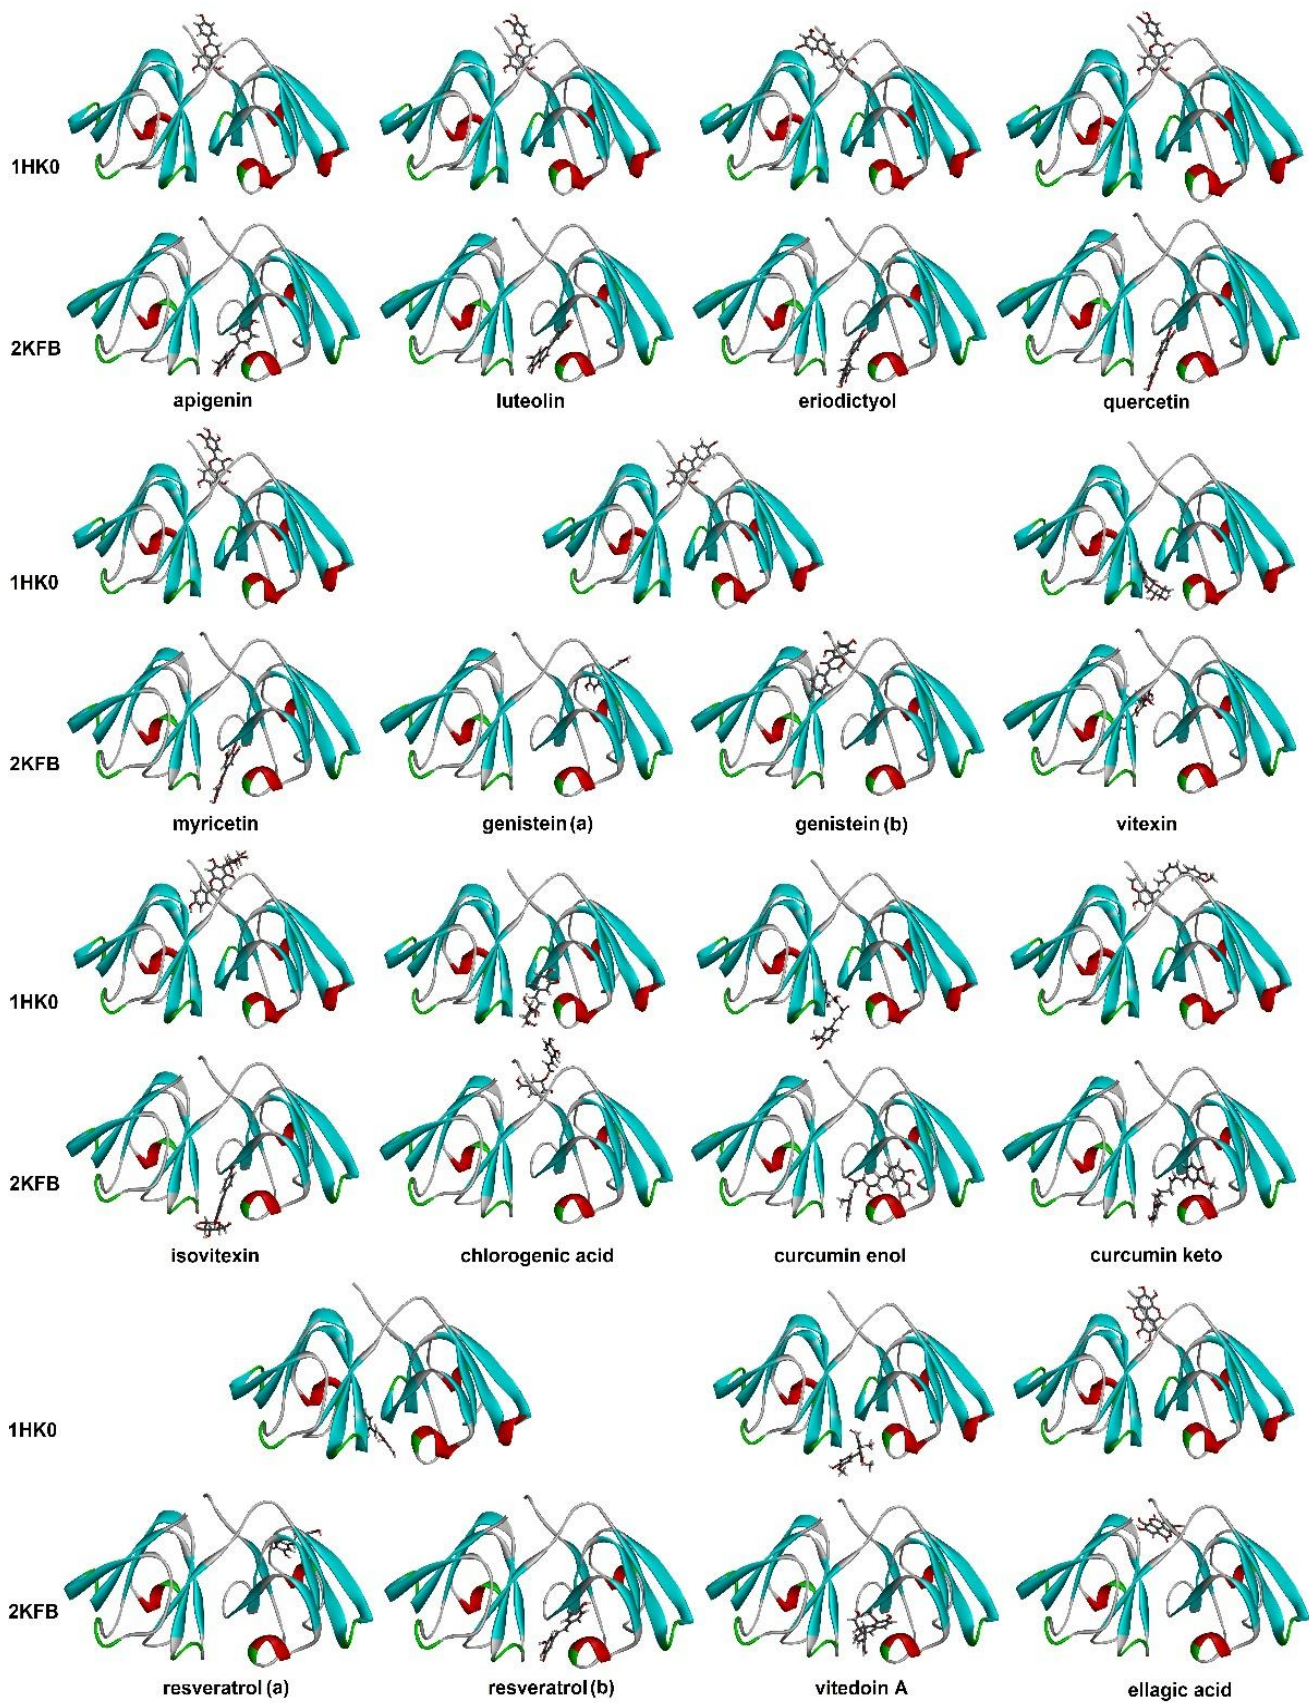 1HK0
2KFB
apigenin luteolin eriodictyol quercetin
1HK0
2KFB
myricetin genistein (a) genistein (b) vitexin
1HK0
2KFB
isovitexin chlorogenic acid curcumin enol curcumin keto
1HK0
2KFB
resveratrol (a) resveratrol (b) vitedoin A ellagic acid